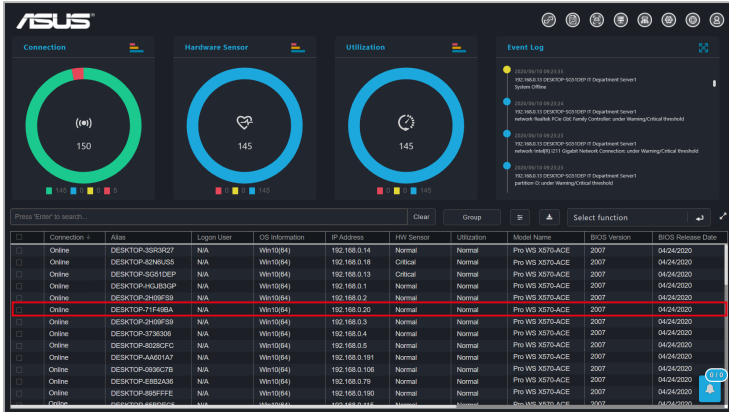 ASUS
Connection
Hardware Sensor
Utilization
Event Log
150
145 0 0 5
145
0 0 145
145
0 0 145
2020/06/10 09:23:35
192.168.0.13 DESKTOP-SG51DEP IT Department Server1
System Offline
2020/06/10 09:23:24
192.168.0.13 DESKTOP-SG51DEP IT Department Server1
network-Realtek PCIe GbE Family Controller: under Warning/Critical threshold
2020/06/10 09:23:23
192.168.0.13 DESKTOP-SG51DEP IT Department Server1
network-Intel(R) I211 Gigabit Network Connection: under Warning/Critical threshold
2020/06/10 09:23:23
192.168.0.13 DESKTOP-SG51DEP IT Department Server1
partition-D: under Warning/Critical threshold
Press 'Enter' to search... Clear Group Select function
Connection Alias Logon User OS Information IP Address HW Sensor Utilization Model Name BIOS Version BIOS Release Date
Online DESKTOP-3SR3R27 N/A Win10(64) 192.168.0.14 Normal Normal Pro WS X570-ACE 2007 04/24/2020
Online DESKTOP-82N6US5 N/A Win10(64) 192.168.0.18 Critical Normal Pro WS X570-ACE 2007 04/24/2020
Online DESKTOP-SG51DEP N/A Win10(64) 192.168.0.13 Critical Normal Pro WS X570-ACE 2007 04/24/2020
Online DESKTOP-HGJB3GP N/A Win10(64) 192.168.0.1 Normal Normal Pro WS X570-ACE 2007 04/24/2020
Online DESKTOP-2H09FS9 N/A Win10(64) 192.168.0.2 Normal Normal Pro WS X570-ACE 2007 04/24/2020
Online DESKTOP-71F49BA N/A Win10(64) 192.168.0.20 Normal Normal Pro WS X570-ACE 2007 04/24/2020
Online DESKTOP-2H09FS9 N/A Win10(64) 192.168.0.3 Normal Normal Pro WS X570-ACE 2007 04/24/2020
Online DESKTOP-3736306 N/A Win10(64) 192.168.0.4 Normal Normal Pro WS X570-ACE 2007 04/24/2020
Online DESKTOP-8028CFC N/A Win10(64) 192.168.0.5 Normal Normal Pro WS X570-ACE 2007 04/24/2020
Online DESKTOP-AA601A7 N/A Win10(64) 192.168.0.191 Normal Normal Pro WS X570-ACE 2007 04/24/2020
Online DESKTOP-0936C7B N/A Win10(64) 192.168.0.106 Normal Normal Pro WS X570-ACE 2007 04/24/2020
Online DESKTOP-E8B2A36 N/A Win10(64) 192.168.0.79 Normal Normal Pro WS X570-ACE 2007 04/24/2020
Online DESKTOP-895FFFE N/A Win10(64) 192.168.0.190 Normal Normal Pro WS X570-ACE 2007 04/24/2020
0/0